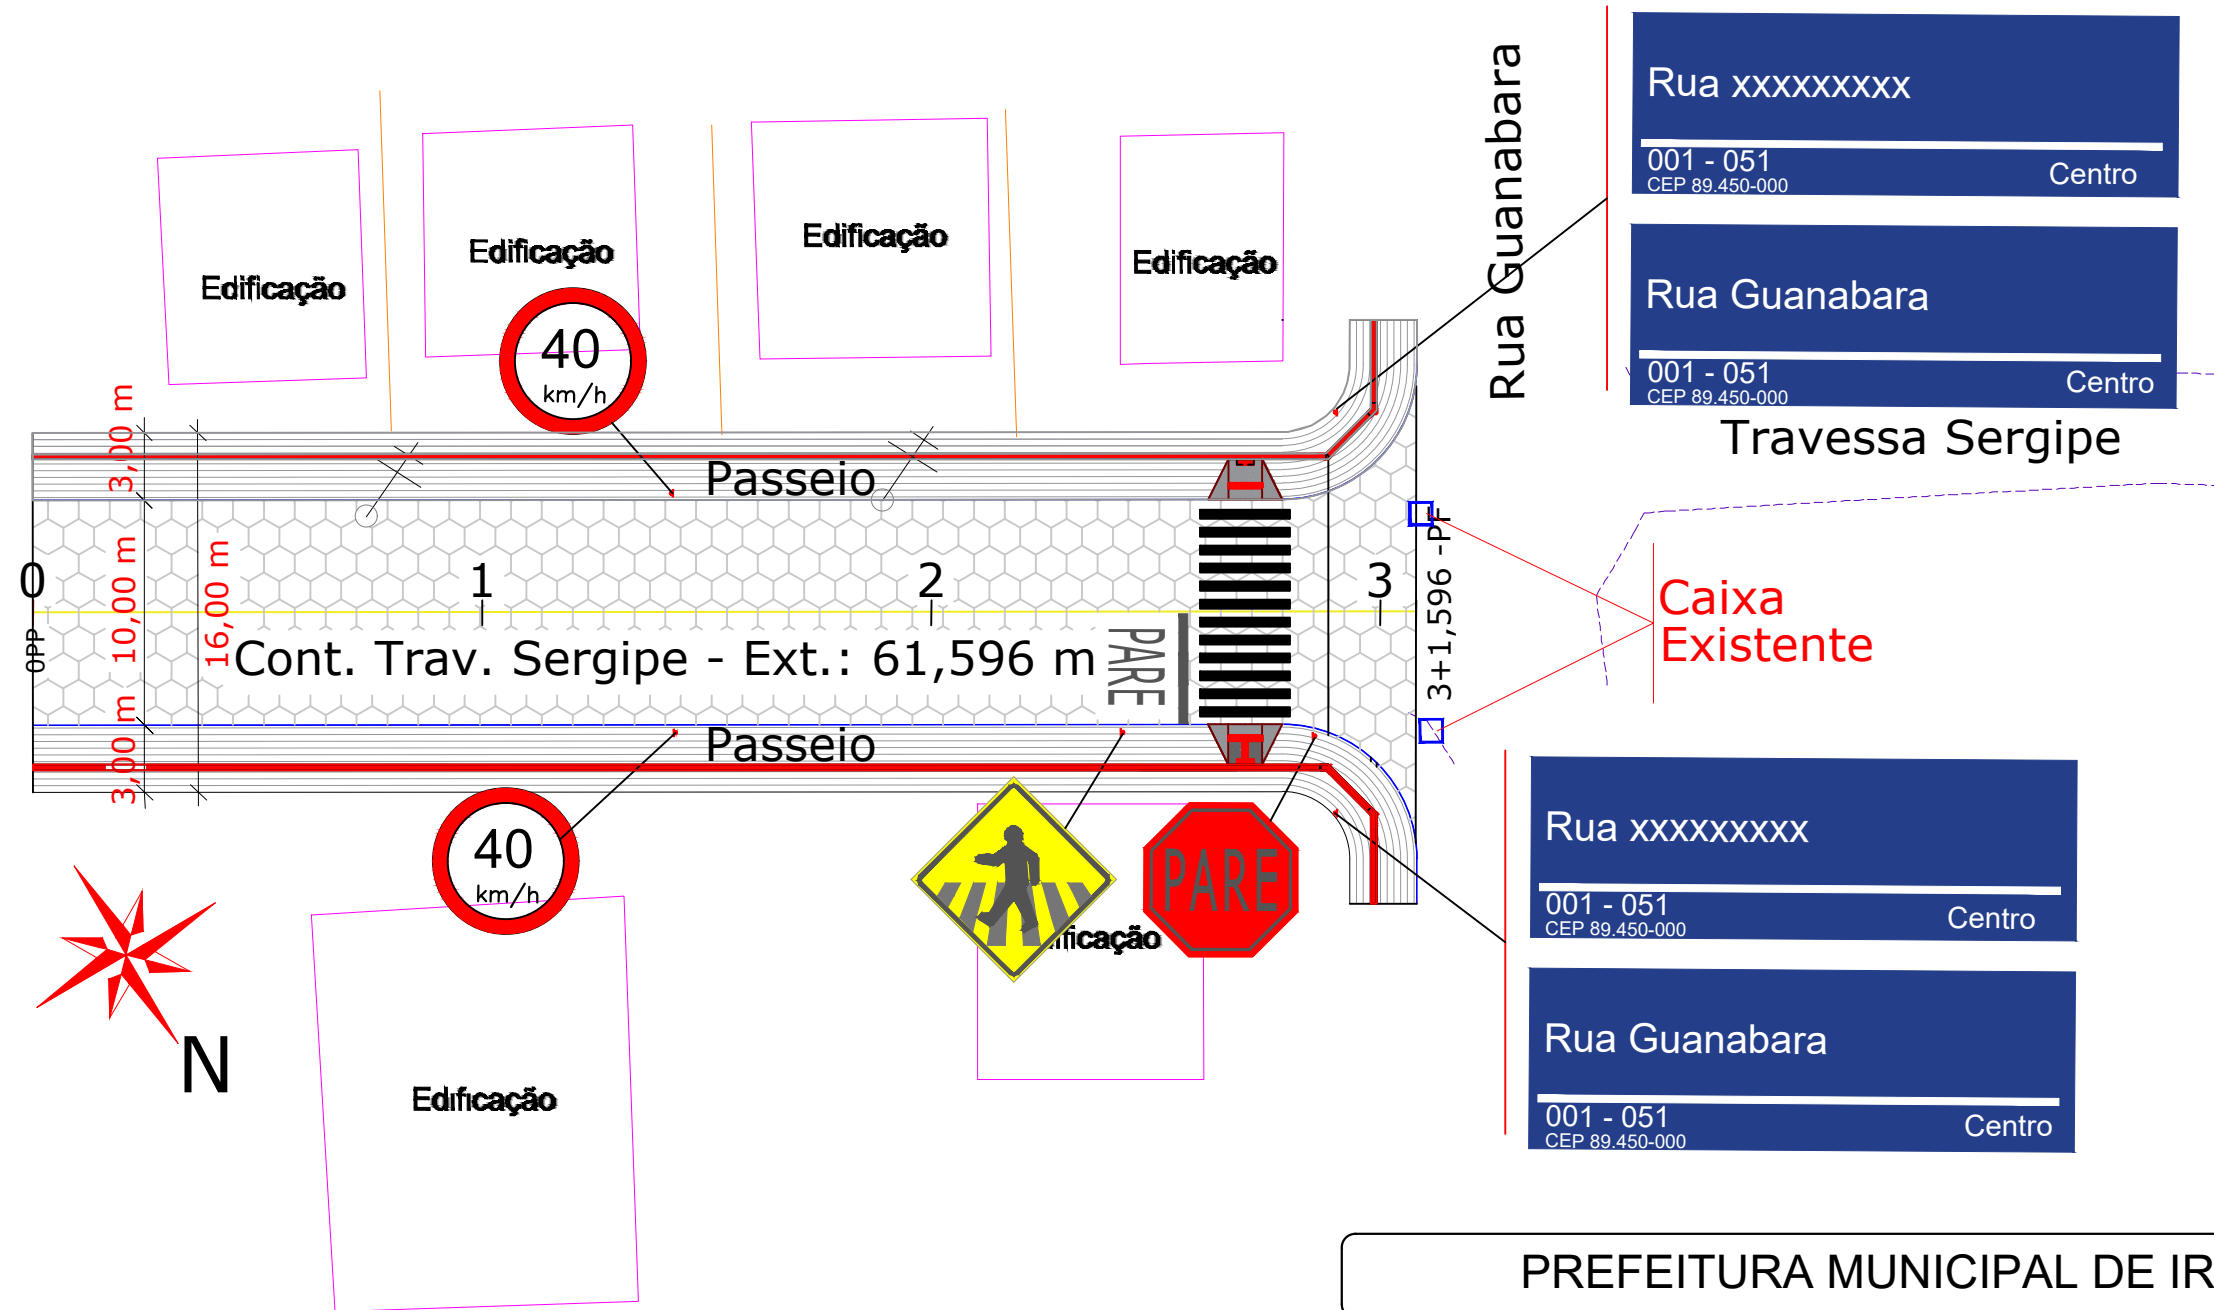 Rua xxxxxxxxx
001 - 051
Centro
CEP 89.450-000
Rua Guanabara
Rua Guanabara
001 - 051
Centro
CEP 89.450-000
Travessa Sergipe
Edificação
Edificação
Edificação
Edificação
40
km/h
3,00 m
Passeio
0
1
2
3
0PP
10,00 m
16,00 m
Cont. Trav. Sergipe - Ext.: 61,596 m
PARE
3+1,596 -PF
Caixa
Existente
3,00 m
Passeio
40
km/h
PARE
ificação
Rua xxxxxxxxx
001 - 051
Centro
CEP 89.450-000
Rua Guanabara
001 - 051
Centro
CEP 89.450-000
N
Edificação
PREFEITURA MUNICIPAL DE IR